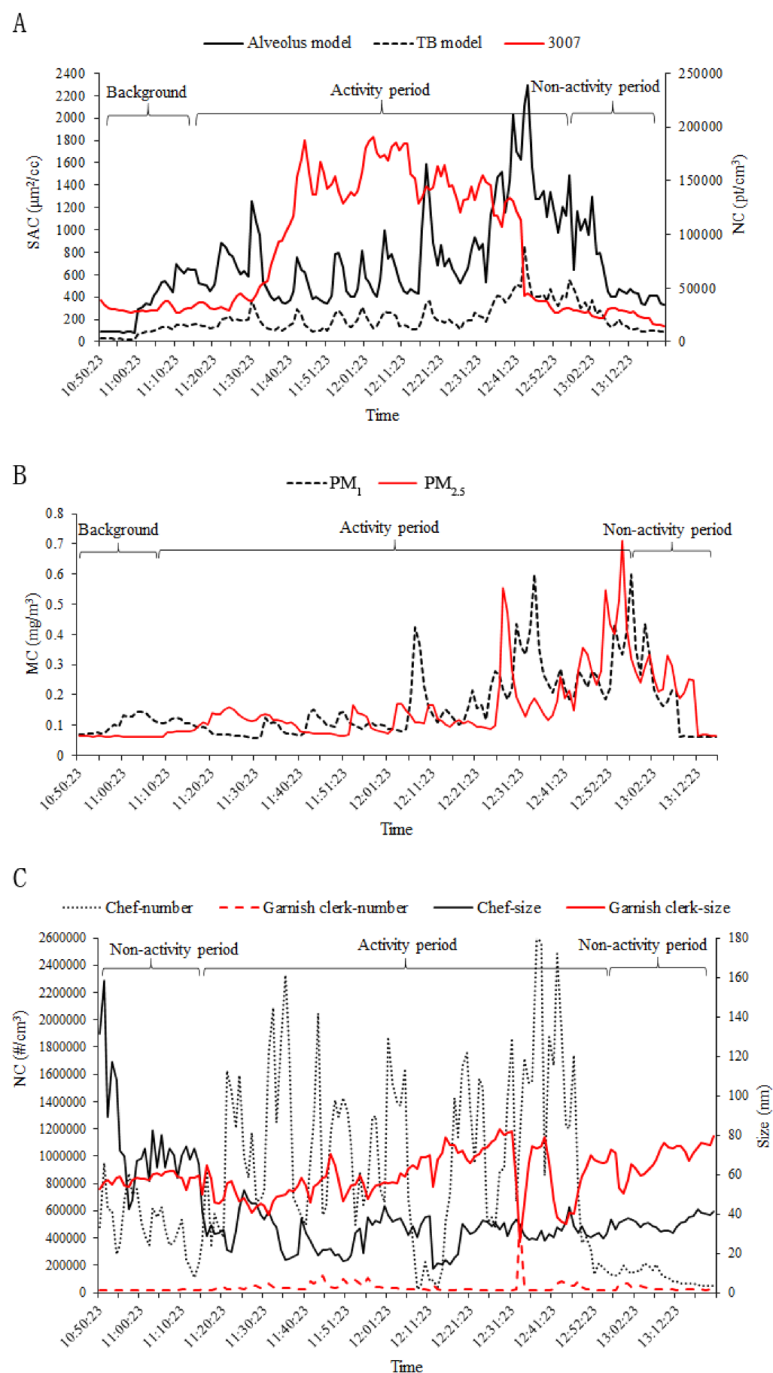 A
Alveolus model TB model 3007
2400 250000
2200
2000 200000
1800
1600
1400 150000
1200
1000 100000
800
600 50000
400
200
0 0
Background Activity period Non-activity period
SAC (μm²/cc)
NC (pt/cm³)
10:50:23 11:00:23 11:10:23 11:20:23 11:30:23 11:40:23 11:51:23 12:01:23 12:11:23 12:21:23 12:31:23 12:41:23 12:52:23 13:02:23 13:12:23
Time
B
PM₁ PM₂.₅
0.8
0.7
0.6
0.5
0.4
0.3
0.2
0.1
0
Background Activity period Non-activity period
MC (mg/m³)
10:50:23 11:00:23 11:10:23 11:20:23 11:30:23 11:40:23 11:51:23 12:01:23 12:11:23 12:21:23 12:31:23 12:41:23 12:52:23 13:02:23 13:12:23
Time
C
Chef-number Garnish clerk-number Chef-size Garnish clerk-size
2600000 180
2400000 160
2200000
2000000 140
1800000 120
1600000
1400000 100
1200000 80
1000000
800000 60
600000 40
400000
200000 20
0 0
Non-activity period Activity period Non-activity period
NC (#/cm³)
Size (nm)
10:50:23 11:00:23 11:10:23 11:20:23 11:30:23 11:40:23 11:51:23 12:01:23 12:11:23 12:21:23 12:31:23 12:41:23 12:52:23 13:02:23 13:12:23
Time